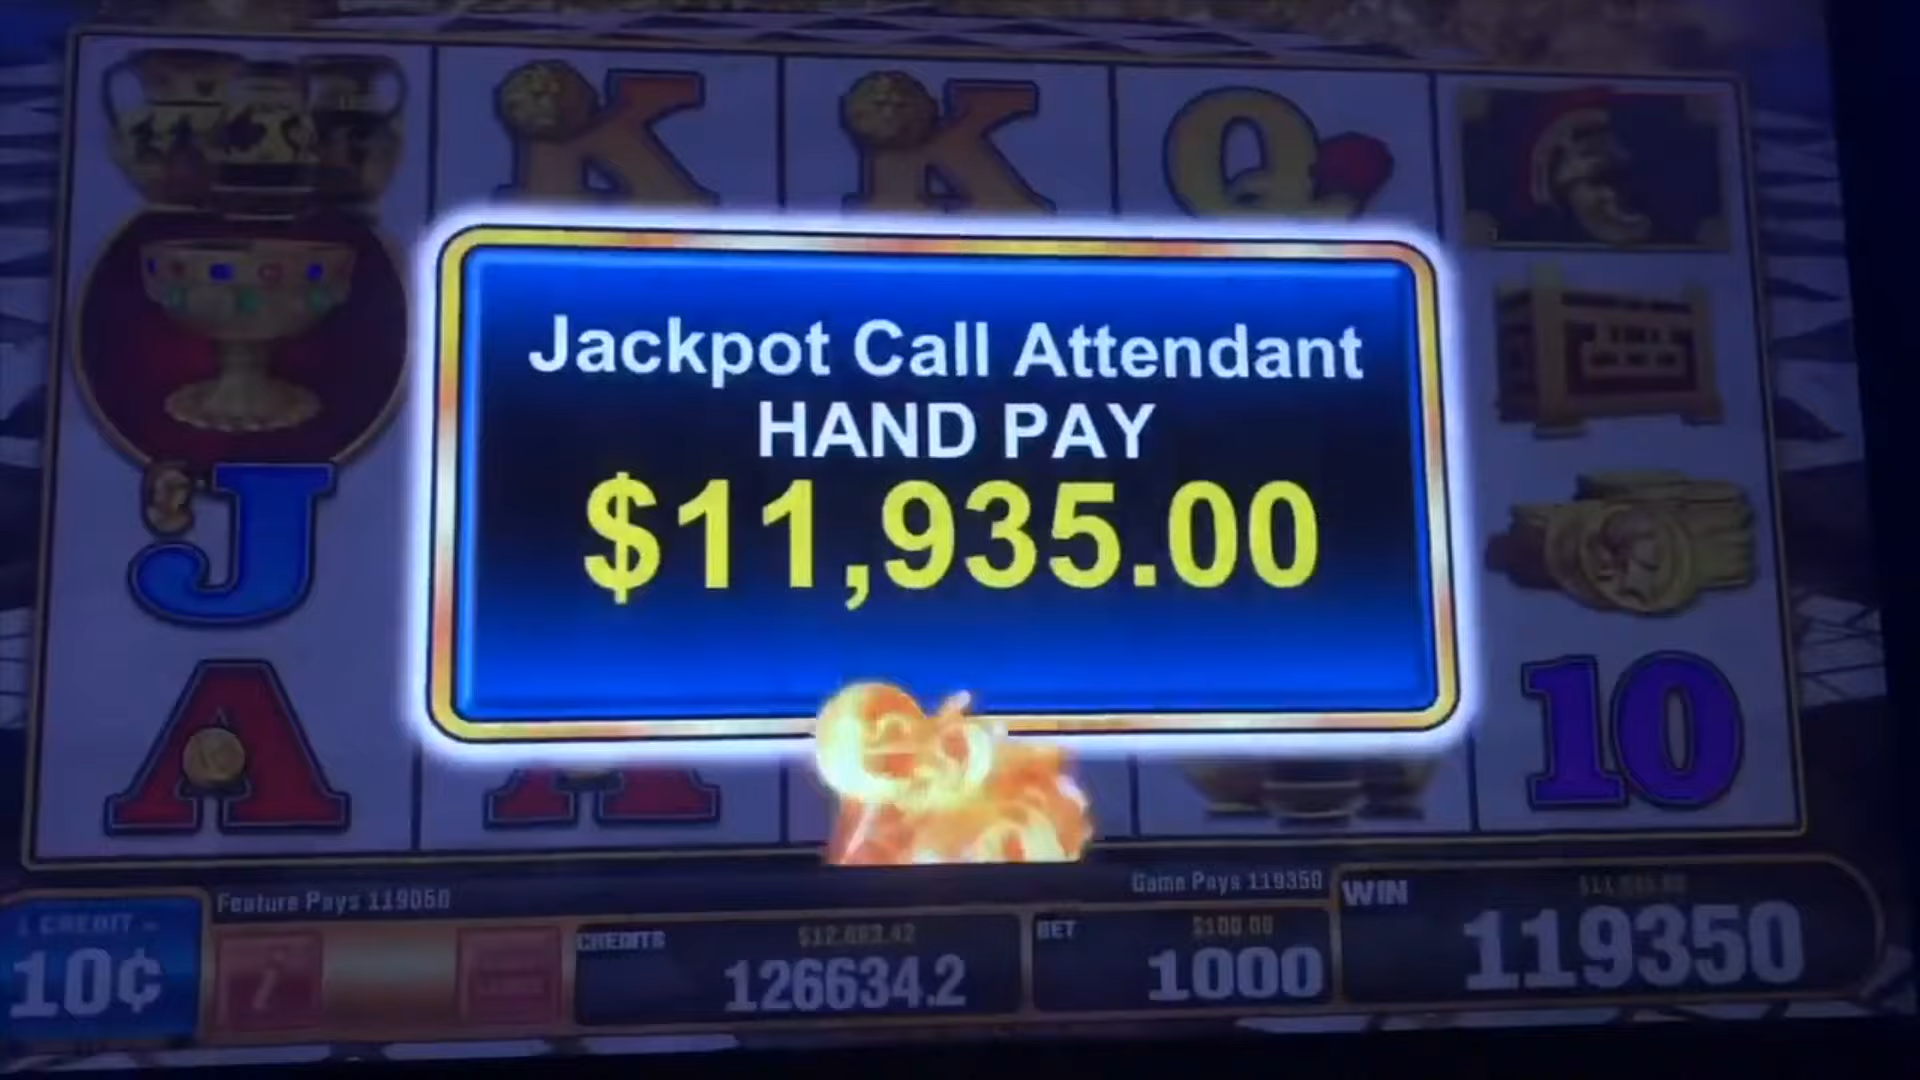 K K Q
Jackpot Call Attendant
HAND PAY
$11,935.00
J
A
10
Feature Pays 119050
Game Pays 119350
1 CREDIT =
10¢
CREDITS
126634.2
BET
$100.00
1000
WIN
119350